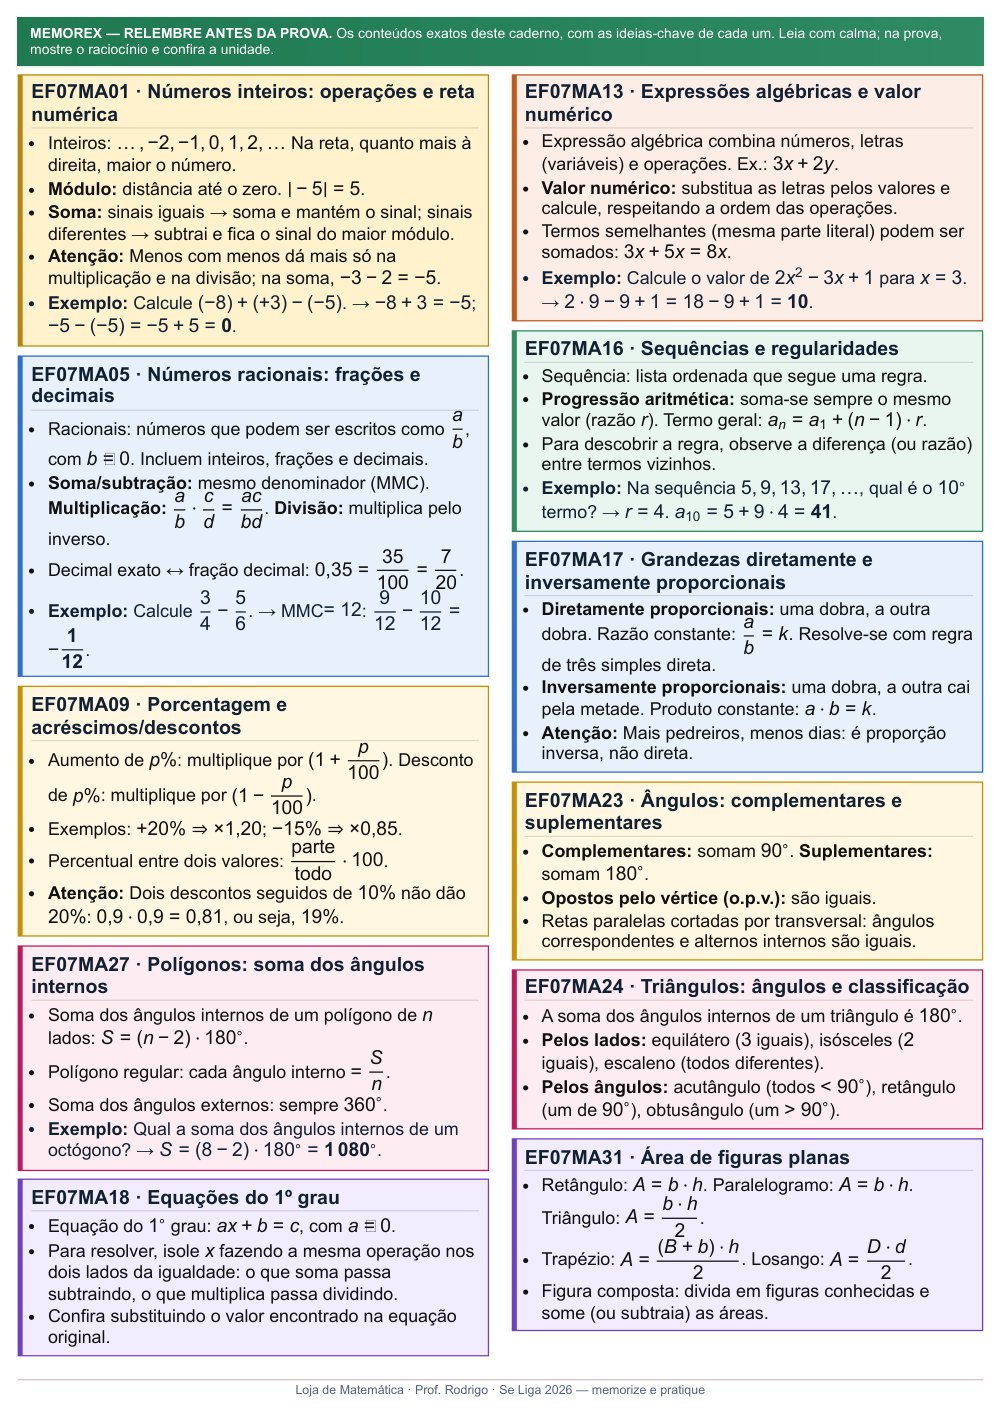 MEMOREX — RELEMBRE ANTES DA PROVA. Os conteúdos exatos deste caderno, com as ideias-chave de cada um. Leia com calma; na prova,
mostre o raciocínio e confira a unidade.
EF07MA01 · Números inteiros: operações e reta
numérica
• Inteiros: … , −2, −1, 0, 1, 2, … Na reta, quanto mais à
direita, maior o número.
• Módulo: distância até o zero. | − 5| = 5.
• Soma: sinais iguais → soma e mantém o sinal; sinais
diferentes → subtrai e fica o sinal do maior módulo.
• Atenção: Menos com menos dá mais só na
multiplicação e na divisão; na soma, −3 − 2 = −5.
• Exemplo: Calcule (−8) + (+3) − (−5). → −8 + 3 = −5;
−5 − (−5) = −5 + 5 = 0.
EF07MA05 · Números racionais: frações e
decimais
• Racionais: números que podem ser escritos como a/b,
com b 0. Incluem inteiros, frações e decimais.
• Soma/subtração: mesmo denominador (MMC).
Multiplicação: a/b · c/d = ac/bd. Divisão: multiplica pelo
inverso.
• Decimal exato ↔ fração decimal: 0,35 = 35/100 = 7/20.
• Exemplo: Calcule 3/4 − 5/6. → MMC= 12: 9/12 − 10/12 =
−1/12.
EF07MA09 · Porcentagem e
acréscimos/descontos
• Aumento de p%: multiplique por (1 + p/100). Desconto
de p%: multiplique por (1 − p/100).
• Exemplos: +20% ⇒ ×1,20; −15% ⇒ ×0,85.
• Percentual entre dois valores: parte/todo · 100.
• Atenção: Dois descontos seguidos de 10% não dão
20%: 0,9 · 0,9 = 0,81, ou seja, 19%.
EF07MA27 · Polígonos: soma dos ângulos
internos
• Soma dos ângulos internos de um polígono de n
lados: S = (n − 2) · 180°.
• Polígono regular: cada ângulo interno = S/n.
• Soma dos ângulos externos: sempre 360°.
• Exemplo: Qual a soma dos ângulos internos de um
octógono? → S = (8 − 2) · 180° = 1 080°.
EF07MA18 · Equações do 1º grau
• Equação do 1° grau: ax + b = c, com a 0.
• Para resolver, isole x fazendo a mesma operação nos
dois lados da igualdade: o que soma passa
subtraindo, o que multiplica passa dividindo.
• Confira substituindo o valor encontrado na equação
original.
EF07MA13 · Expressões algébricas e valor
numérico
• Expressão algébrica combina números, letras
(variáveis) e operações. Ex.: 3x + 2y.
• Valor numérico: substitua as letras pelos valores e
calcule, respeitando a ordem das operações.
• Termos semelhantes (mesma parte literal) podem ser
somados: 3x + 5x = 8x.
• Exemplo: Calcule o valor de 2x² − 3x + 1 para x = 3.
→ 2 · 9 − 9 + 1 = 18 − 9 + 1 = 10.
EF07MA16 · Sequências e regularidades
• Sequência: lista ordenada que segue uma regra.
• Progressão aritmética: soma-se sempre o mesmo
valor (razão r). Termo geral: aₙ = a₁ + (n − 1) · r.
• Para descobrir a regra, observe a diferença (ou razão)
entre termos vizinhos.
• Exemplo: Na sequência 5, 9, 13, 17, …, qual é o 10°
termo? → r = 4. a₁₀ = 5 + 9 · 4 = 41.
EF07MA17 · Grandezas diretamente e
inversamente proporcionais
• Diretamente proporcionais: uma dobra, a outra
dobra. Razão constante: a/b = k. Resolve-se com regra
de três simples direta.
• Inversamente proporcionais: uma dobra, a outra cai
pela metade. Produto constante: a · b = k.
• Atenção: Mais pedreiros, menos dias: é proporção
inversa, não direta.
EF07MA23 · Ângulos: complementares e
suplementares
• Complementares: somam 90°. Suplementares:
somam 180°.
• Opostos pelo vértice (o.p.v.): são iguais.
• Retas paralelas cortadas por transversal: ângulos
correspondentes e alternos internos são iguais.
EF07MA24 · Triângulos: ângulos e classificação
• A soma dos ângulos internos de um triângulo é 180°.
• Pelos lados: equilátero (3 iguais), isósceles (2
iguais), escaleno (todos diferentes).
• Pelos ângulos: acutângulo (todos < 90°), retângulo
(um de 90°), obtusângulo (um > 90°).
EF07MA31 · Área de figuras planas
• Retângulo: A = b · h. Paralelogramo: A = b · h.
Triângulo: A = b · h/2.
• Trapézio: A = (B + b) · h/2. Losango: A = D · d/2.
• Figura composta: divida em figuras conhecidas e
some (ou subtraia) as áreas.
Loja de Matemática · Prof. Rodrigo · Se Liga 2026 — memorize e pratique